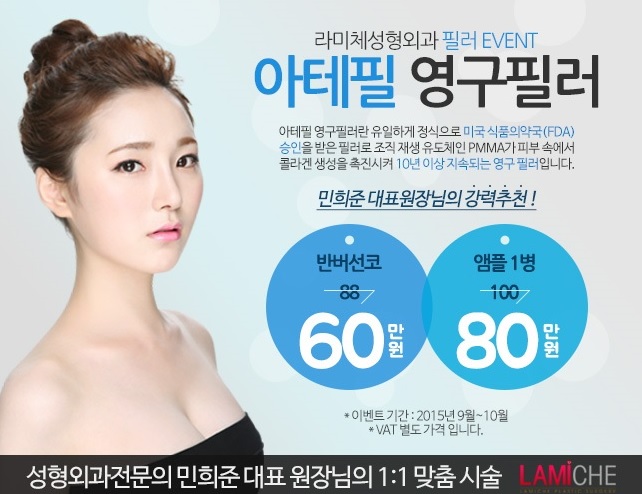 라미체성형외과 필러 EVENT
아테필 영구필러
아테필 영구필러란 유일하게 정식으로 미국 식품의약국(FDA)
승인을 받은 필러로 조직 재생 유도체인 PMMA가 피부 속에서
콜라겐 생성을 촉진시켜 10년 이상 지속되는 영구 필러입니다.
민희준 대표원장님의 강력추천 !
반버선코
88
60만원
앰플 1병
100
80만원
* 이벤트 기간 : 2015년 9월~10월
* VAT 별도 가격 입니다.
성형외과전문의 민희준 대표 원장님의 1:1 맞춤 시술
LAMICHE
LAMICHE PLASTIC SURGERY